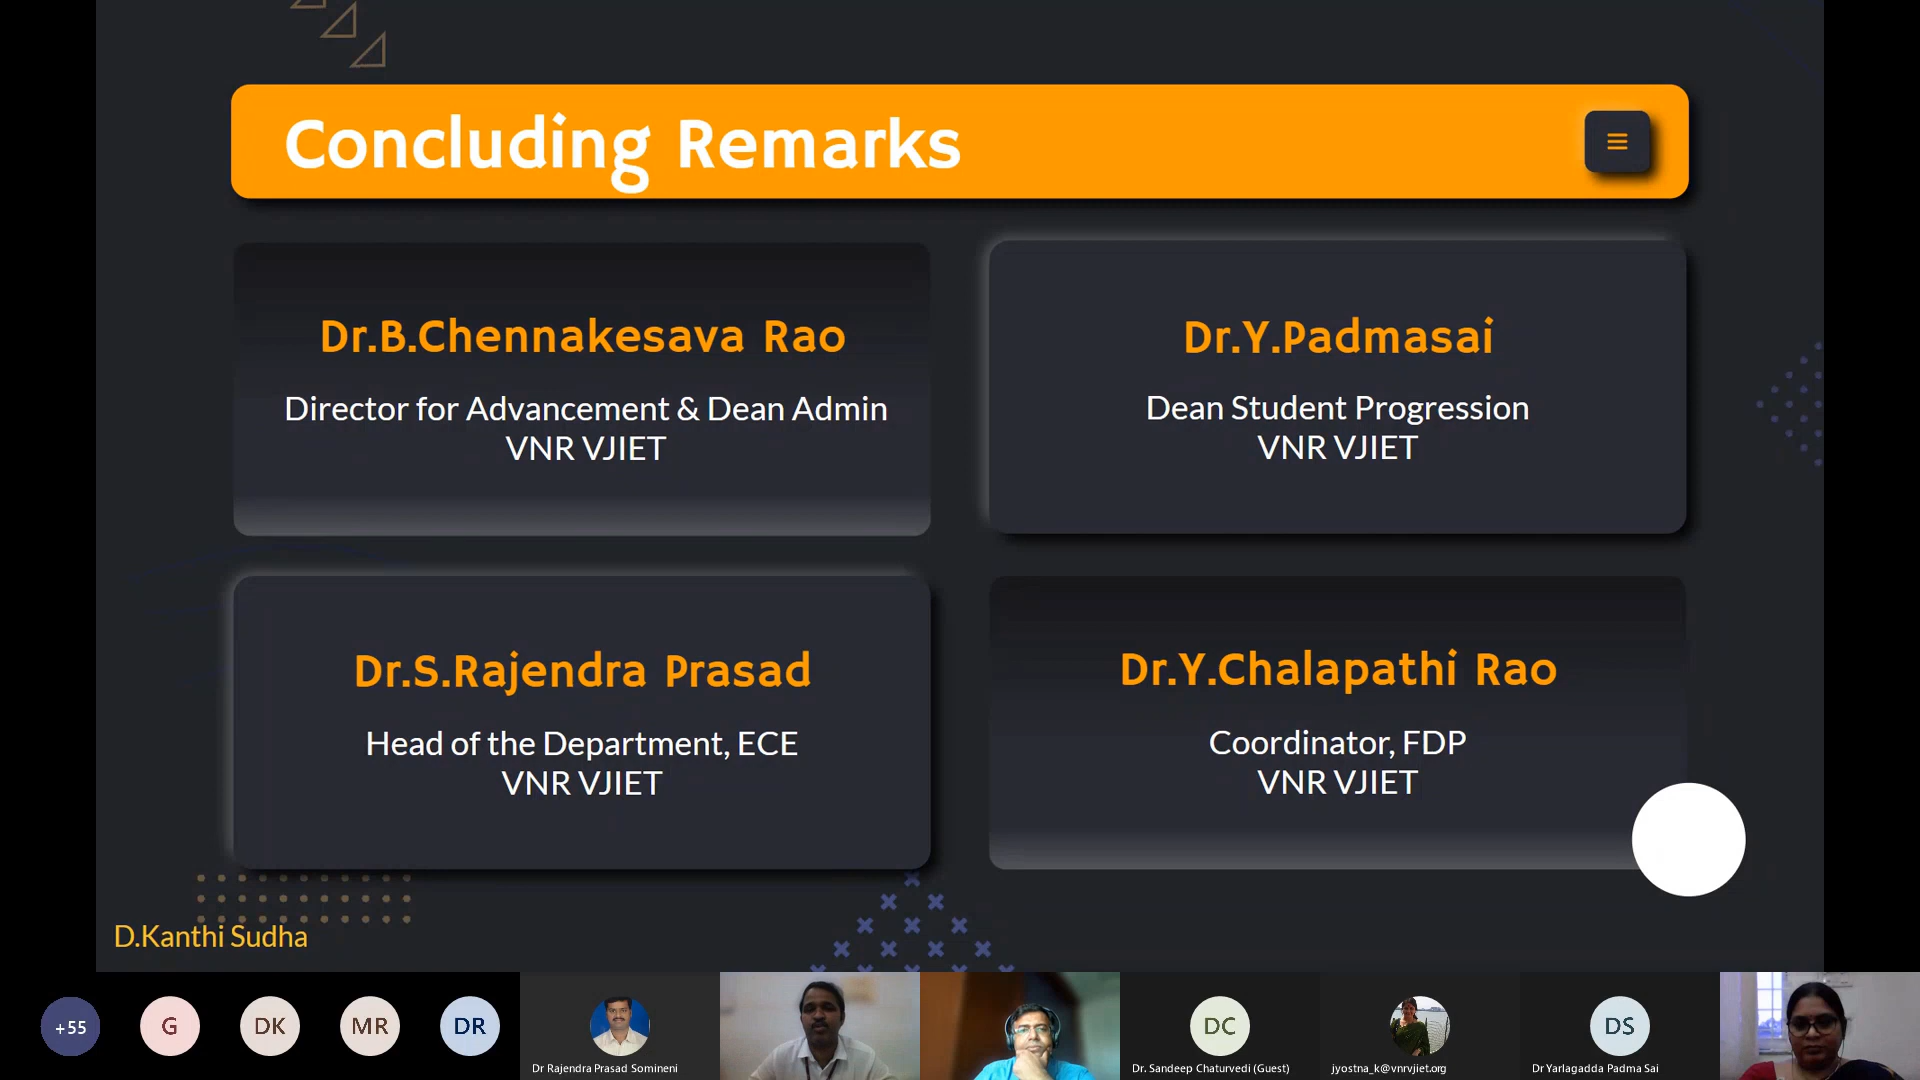 Concluding Remarks
Dr.B.Chennakesava Rao
Director for Advancement & Dean Admin
VNR VJIET
Dr.Y.Padmasai
Dean Student Progression
VNR VJIET
Dr.S.Rajendra Prasad
Head of the Department, ECE
VNR VJIET
Dr.Y.Chalapathi Rao
Coordinator, FDP
VNR VJIET
D.Kanthi Sudha
+55
G
DK
MR
DR
Dr Rajendra Prasad Somineni
DC
Dr. Sandeep Chaturvedi (Guest)
jyostna_k@vnrvjiet.org
DS
Dr Yarlagadda Padma Sai